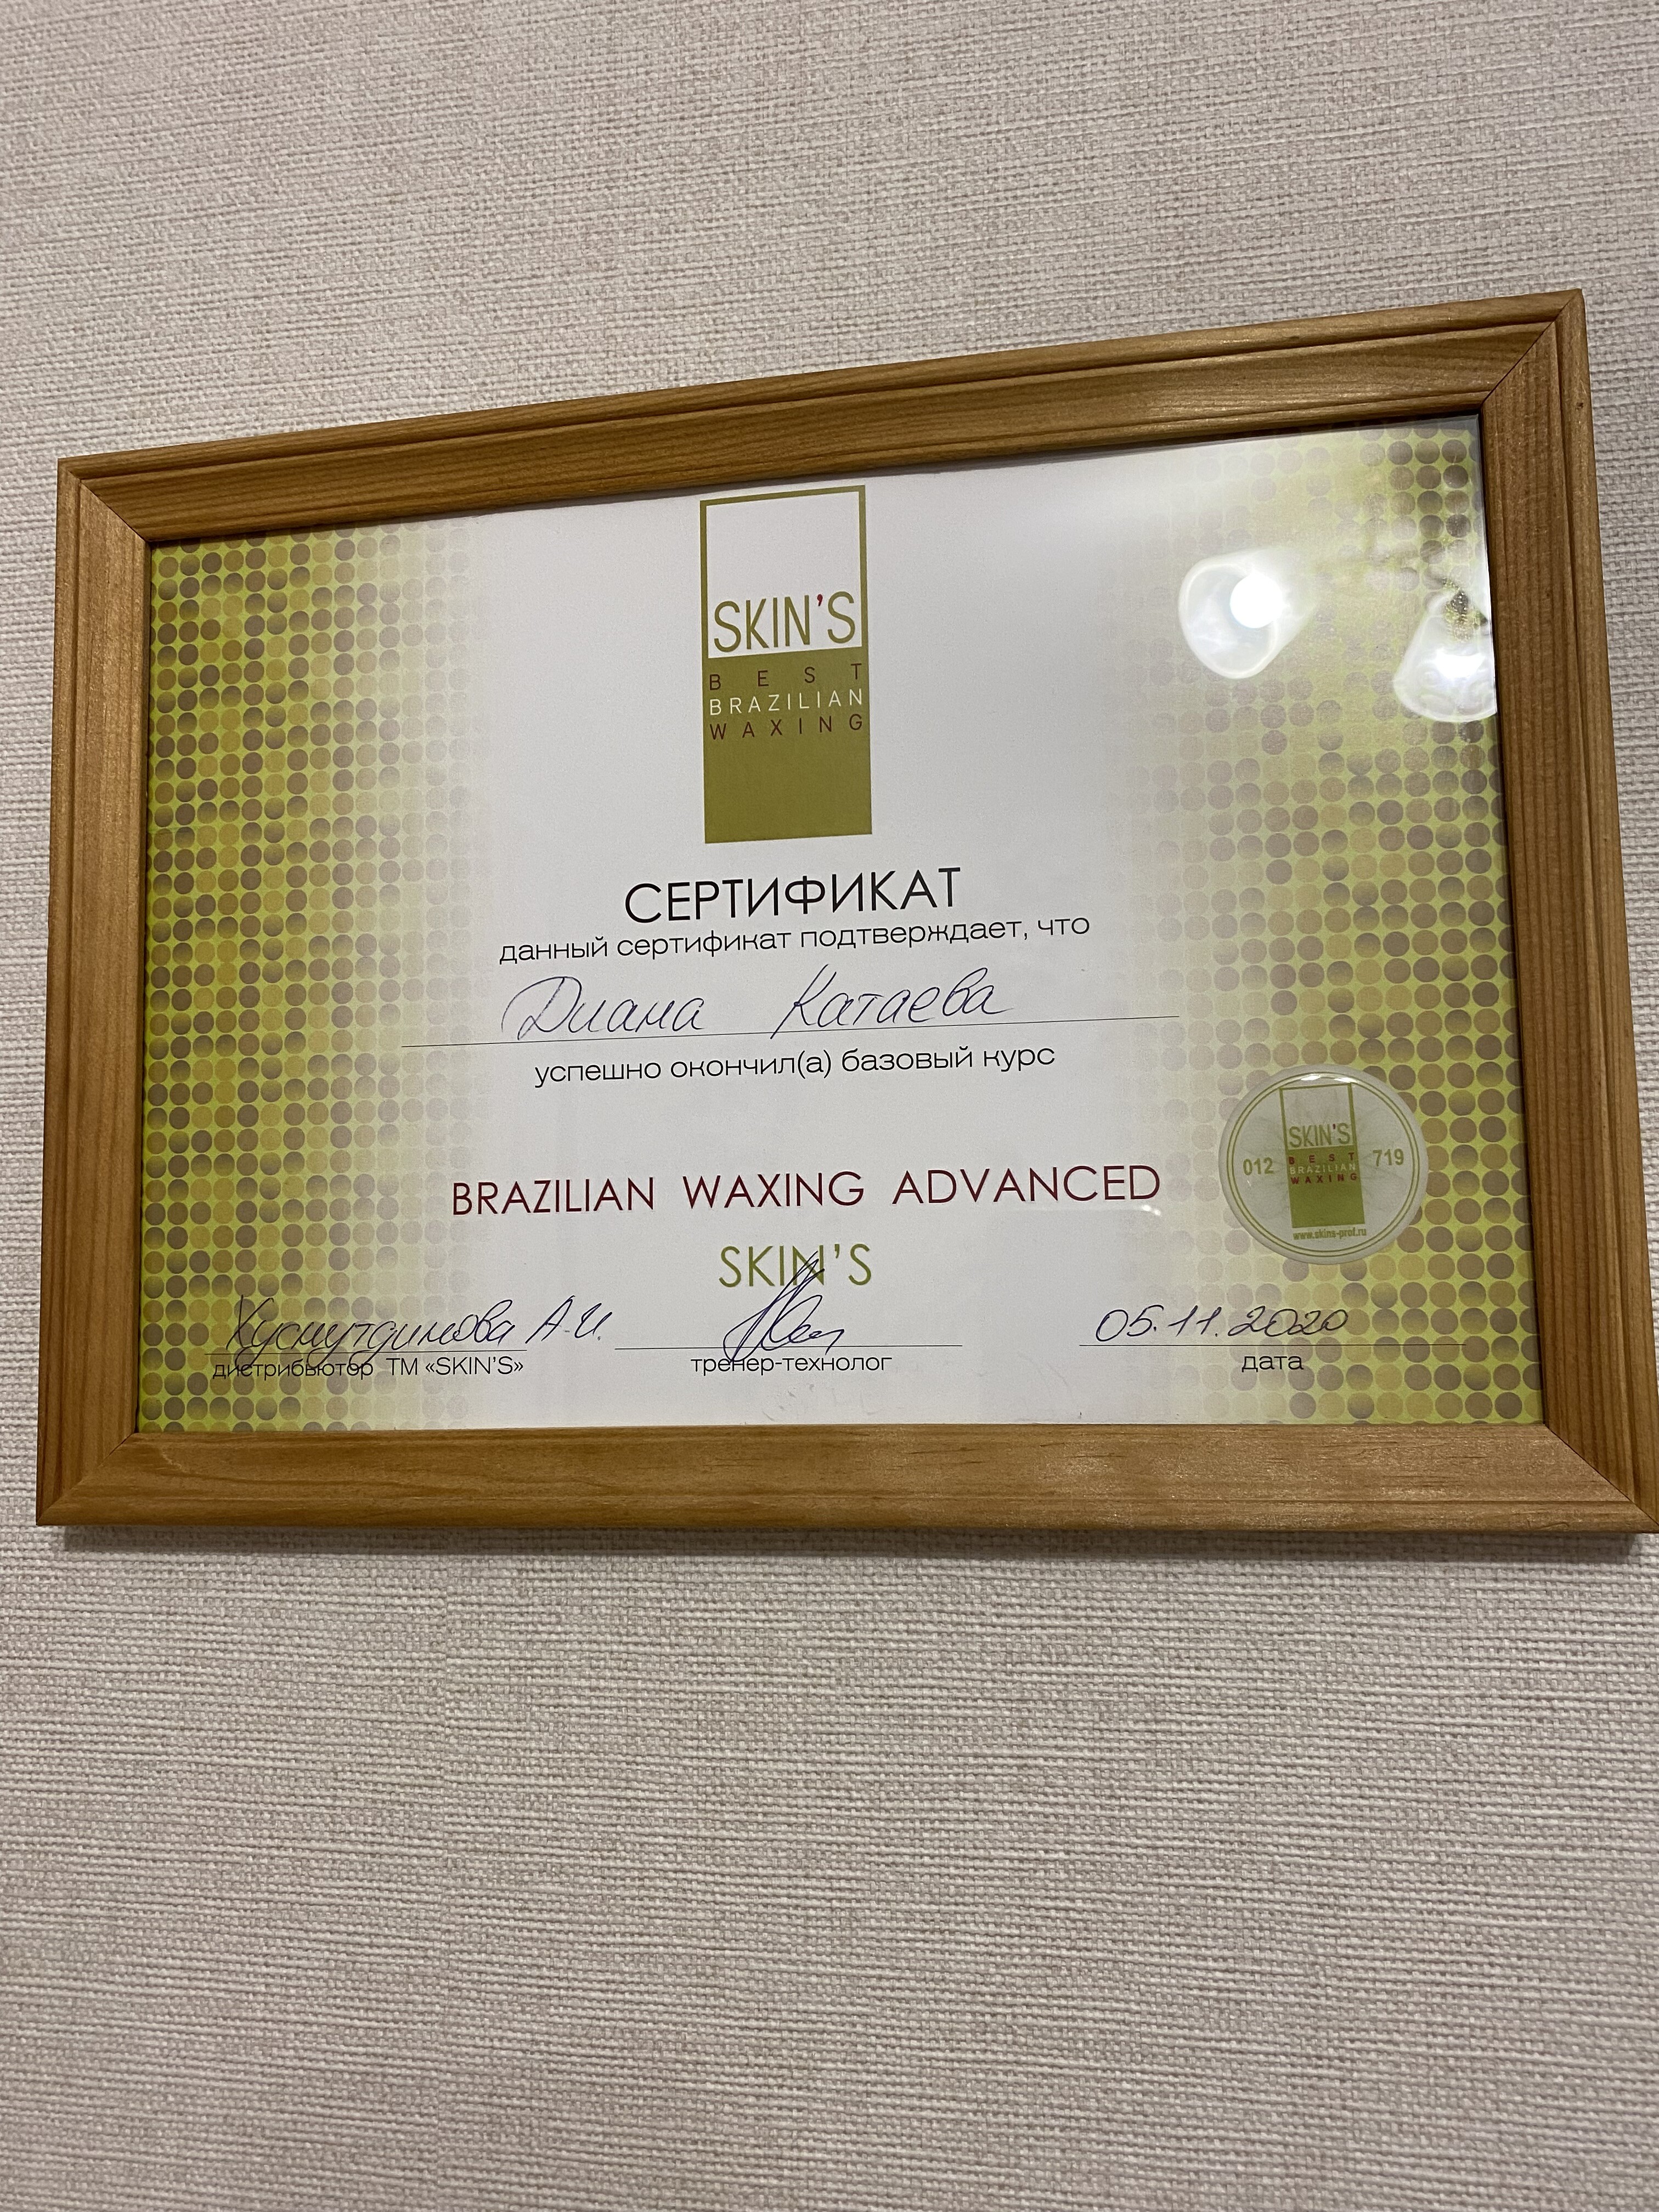 SKIN'S
BEST
BRAZILIAN
WAXING
СЕРТИФИКАТ
данный сертификат подтверждает, что
Диана Катаева
успешно окончил(а) базовый курс
BRAZILIAN WAXING ADVANCED
SKIN'S
012 719
SKIN'S
BEST
BRAZILIAN
WAXING
www.skins-prof.ru
Хуснутдинова А.И.
дистрибьютор ТМ «SKIN'S»
тренер-технолог
05.11.2020
дата